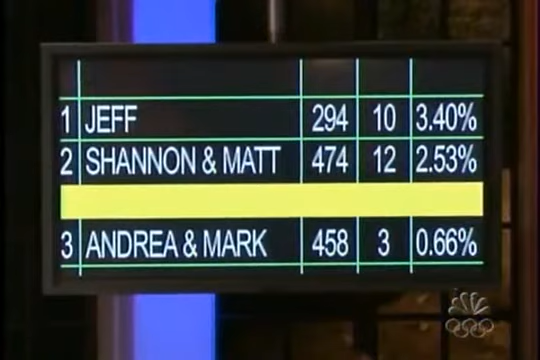 1 JEFF 294 10 3.40%
2 SHANNON & MATT 474 12 2.53%
3 ANDREA & MARK 458 3 0.66%